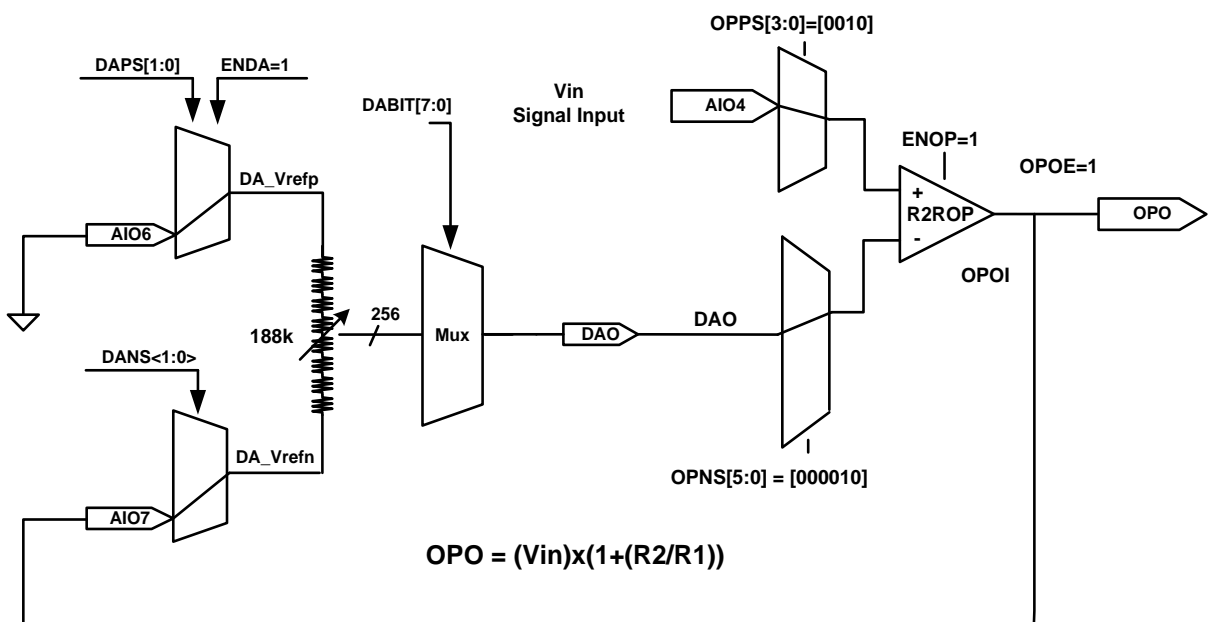 OPPS[3:0]=[0010]
DAPS[1:0]
ENDA=1
Vin
Signal Input
AIO4
DABIT[7:0]
ENOP=1
OPOE=1
DA_Vrefp
+
R2ROP
-
OPO
AIO6
OPOI
256
188k
Mux
DAO
DAO
DANS<1:0>
DA_Vrefn
OPNS[5:0] = [000010]
AIO7
OPO = (Vin)x(1+(R2/R1))